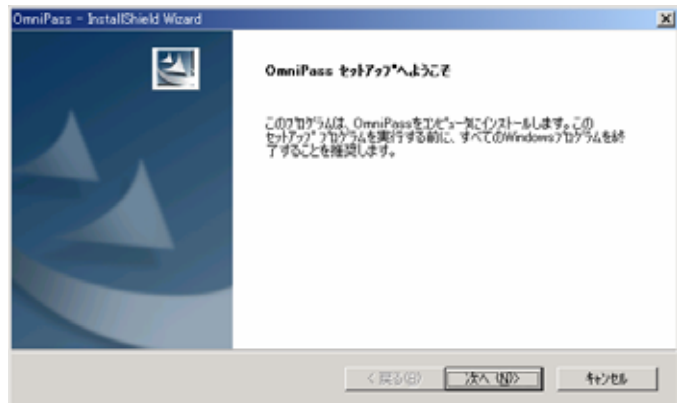 OmniPass - InstallShield Wizard
OmniPass ｾｯﾄｱｯﾌﾟへようこそ
このﾌﾟﾛｸﾞﾗﾑは、OmniPassをｺﾝﾋﾟｭｰﾀにｲﾝｽﾄｰﾙします。この
ｾｯﾄｱｯﾌﾟ ﾌﾟﾛｸﾞﾗﾑを実行する前に、すべてのWindowsﾌﾟﾛｸﾞﾗﾑを終
了することを推奨します。
< 戻る(B)
次へ (N)>
ｷｬﾝｾﾙ